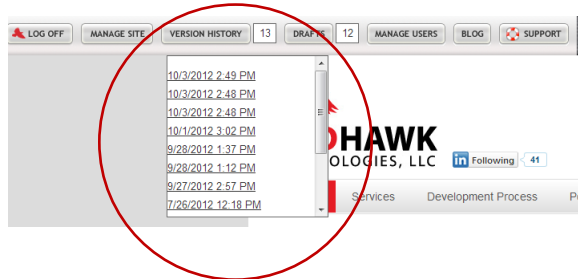 LOG OFF MANAGE SITE VERSION HISTORY 13 DRAFTS 12 MANAGE USERS BLOG SUPPORT
10/3/2012 2:49 PM
10/3/2012 2:48 PM
10/3/2012 2:48 PM
10/1/2012 3:02 PM
9/28/2012 1:37 PM
9/28/2012 1:12 PM
9/27/2012 2:57 PM
7/26/2012 12:18 PM
HAWK
OLOGIES, LLC
in Following 41
Services Development Process